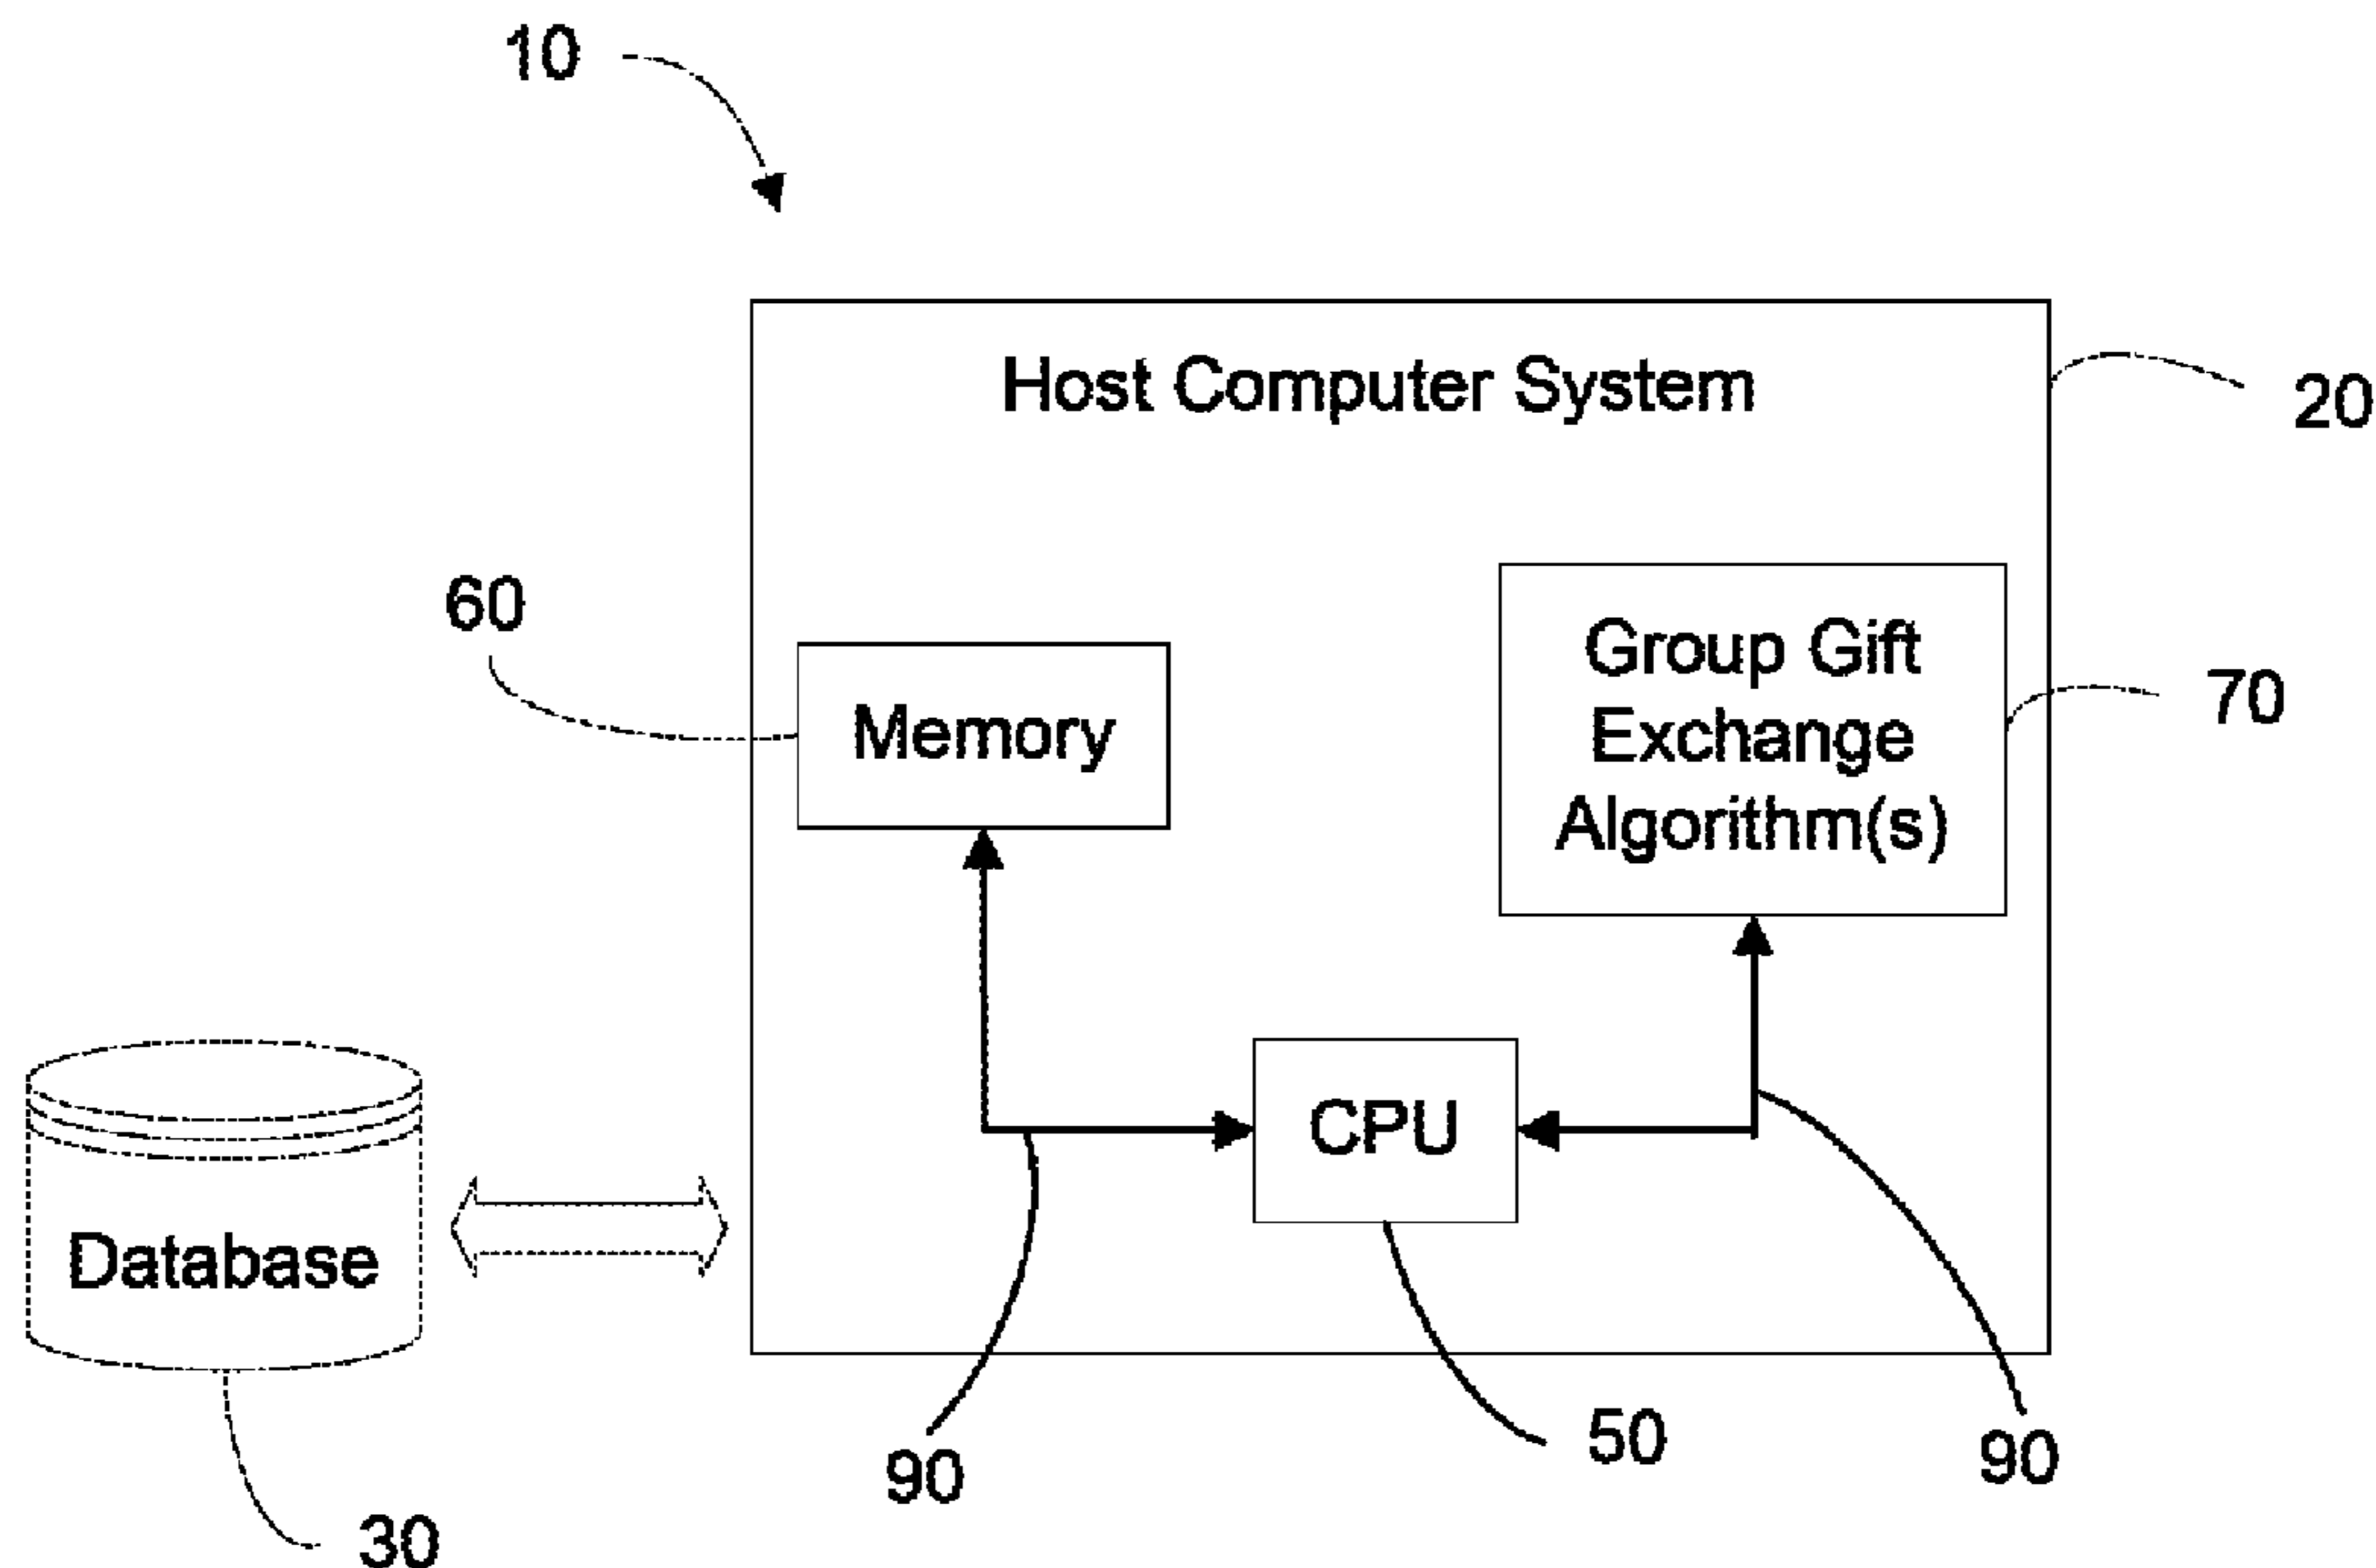 10
Host Computer System
20
60
Group Gift
Exchange
Algorithm(s)
70
Memory
CPU
Database
90
50
90
30